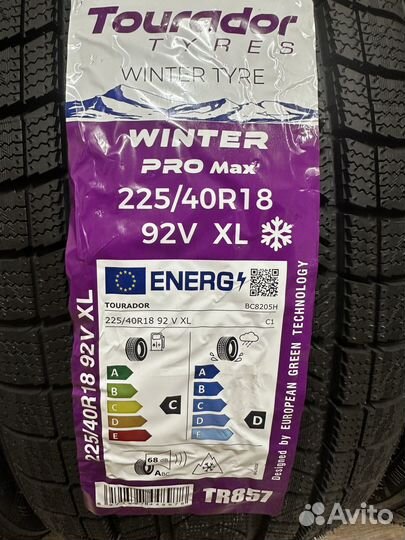 Tourador
TYRES
WINTER TYRE
WINTER
PRO Max
225/40R18
92V XL
ENERG
TOURADOR
BC8205H
225/40R18 92 V XL
C1
A
B
C
D
E
C
A
B
C
D
E
D
68 dB
ABC
TR857
225/40R18 92V XL
Designed by EUROPEAN GREEN TECHNOLOGY
Avito